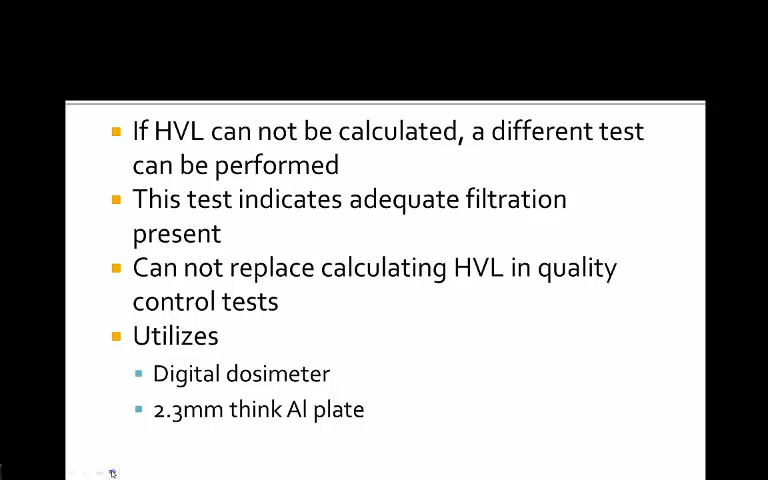 If HVL can not be calculated, a different test
can be performed
This test indicates adequate filtration
present
Can not replace calculating HVL in quality
control tests
Utilizes
Digital dosimeter
2.3mm think Al plate